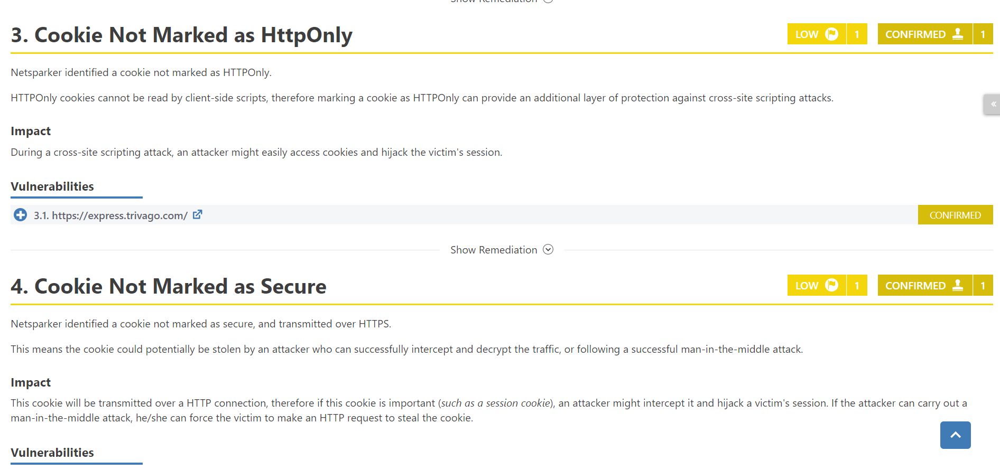 Show Remediation
3. Cookie Not Marked as HttpOnly
LOW 1 CONFIRMED 1
Netsparker identified a cookie not marked as HTTPOnly.
HTTPOnly cookies cannot be read by client-side scripts, therefore marking a cookie as HTTPOnly can provide an additional layer of protection against cross-site scripting attacks.
Impact
During a cross-site scripting attack, an attacker might easily access cookies and hijack the victim's session.
Vulnerabilities
3.1. https://express.trivago.com/ CONFIRMED
Show Remediation
4. Cookie Not Marked as Secure
LOW 1 CONFIRMED 1
Netsparker identified a cookie not marked as secure, and transmitted over HTTPS.
This means the cookie could potentially be stolen by an attacker who can successfully intercept and decrypt the traffic, or following a successful man-in-the-middle attack.
Impact
This cookie will be transmitted over a HTTP connection, therefore if this cookie is important (such as a session cookie), an attacker might intercept it and hijack a victim's session. If the attacker can carry out a
man-in-the-middle attack, he/she can force the victim to make an HTTP request to steal the cookie.
Vulnerabilities